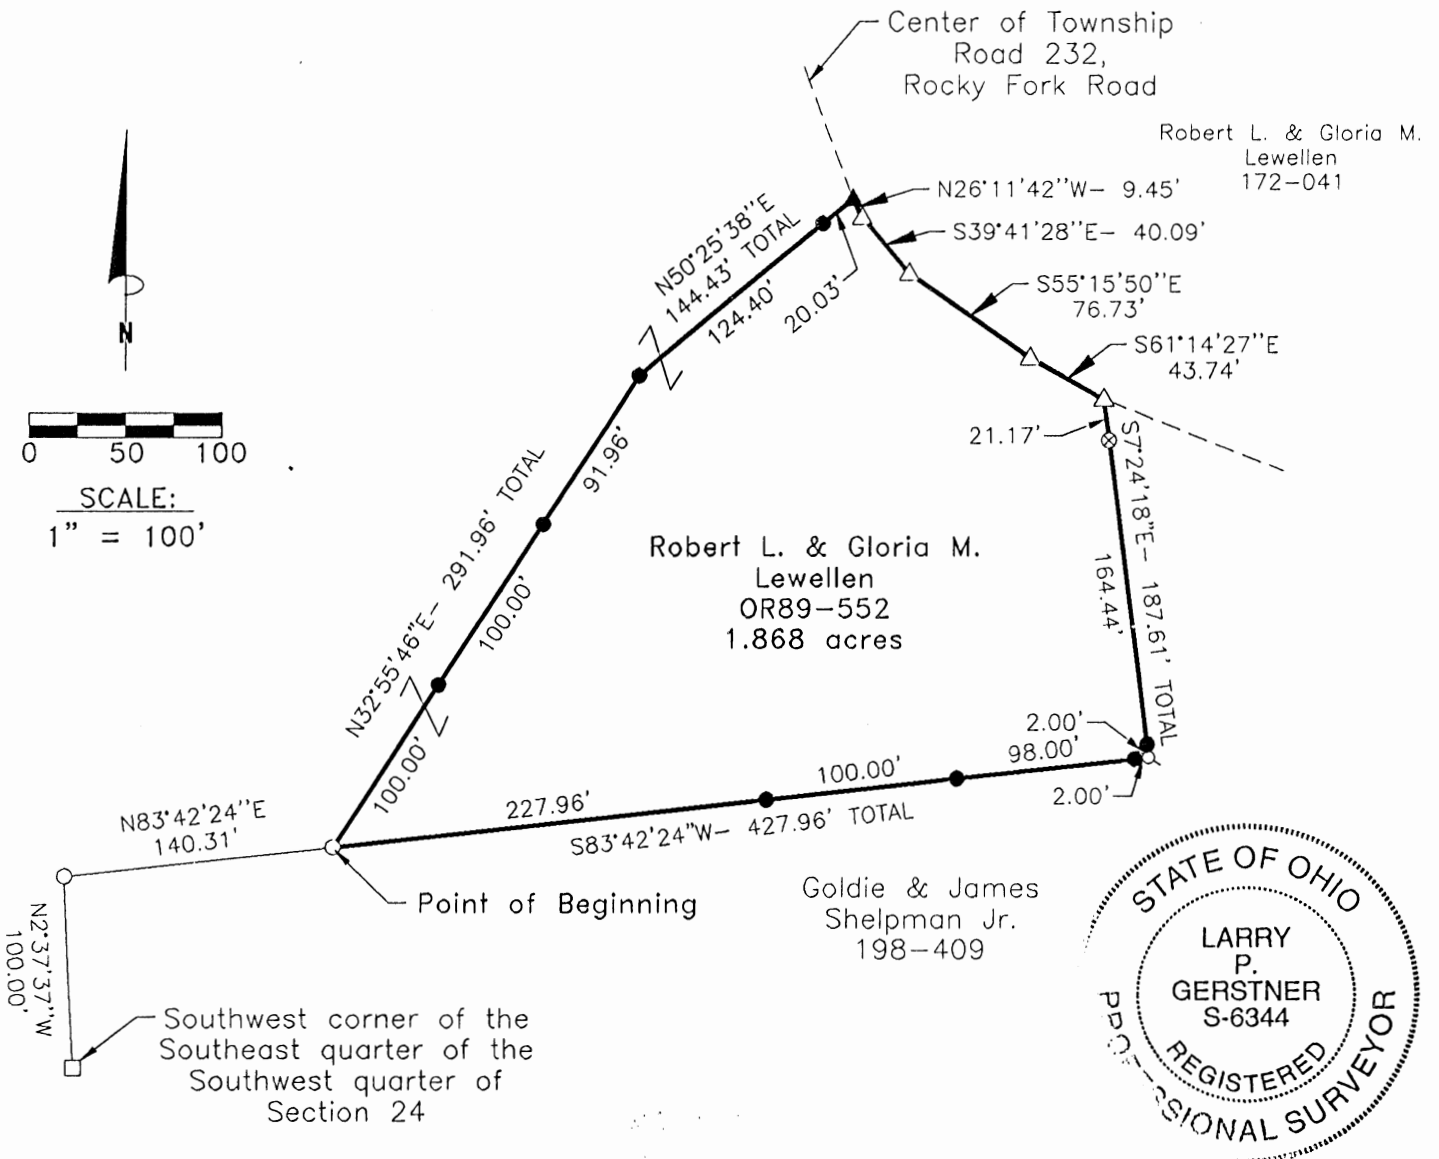 Center of Township
Road 232,
Rocky Fork Road
Robert L. & Gloria M.
Lewellen
172-041
N26°11'42"W- 9.45'
S39°41'28"E- 40.09'
S55°15'50"E
76.73'
S61°14'27"E
43.74'
N50°25'38"E
144.43' TOTAL
124.40'
20.03'
N
0 50 100
SCALE:
1" = 100'
21.17'
S7°24'18"E- 187.61' TOTAL
164.44'
N32°55'46"E- 291.96' TOTAL
91.96'
100.00'
100.00'
Robert L. & Gloria M.
Lewellen
OR89-552
1.868 acres
2.00'
98.00'
100.00'
2.00'
227.96'
S83°42'24"W- 427.96' TOTAL
N83°42'24"E
140.31'
Point of Beginning
Goldie & James
Shelpman Jr.
198-409
N2°37'37"W
100.00'
Southwest corner of the
Southeast quarter of the
Southwest quarter of
Section 24
STATE OF OHIO
LARRY
P.
GERSTNER
S-6344
REGISTERED
PROFESSIONAL SURVEYOR